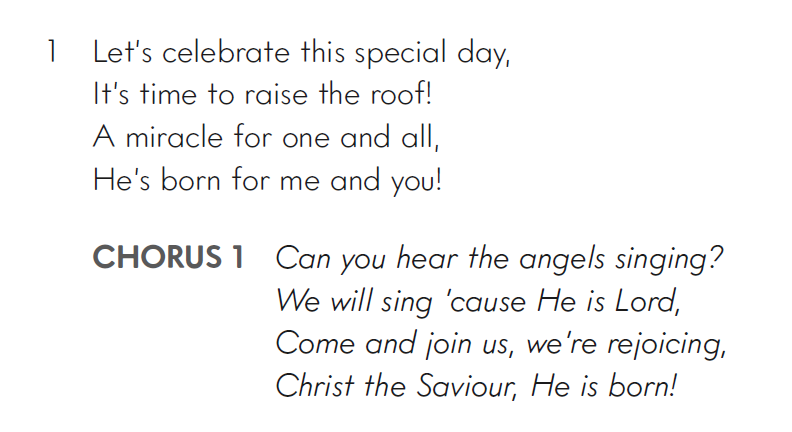 1 Let's celebrate this special day,
It's time to raise the roof!
A miracle for one and all,
He's born for me and you!
CHORUS 1 Can you hear the angels singing?
We will sing 'cause He is Lord,
Come and join us, we're rejoicing,
Christ the Saviour, He is born!